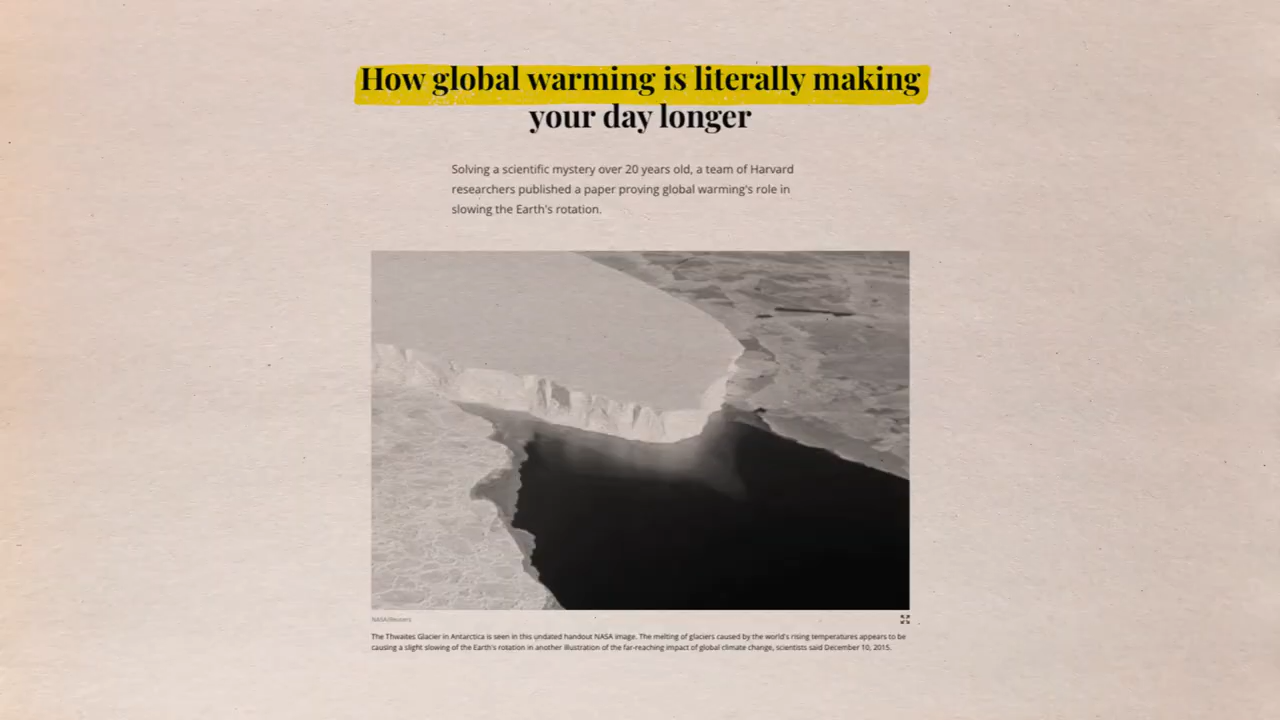 How global warming is literally making
your day longer
Solving a scientific mystery over 20 years old, a team of Harvard
researchers published a paper proving global warming's role in
slowing the Earth's rotation.
NASA/Reuters
The Thwaites Glacier in Antarctica is seen in this undated handout NASA image. The melting of glaciers caused by the world's rising temperatures appears to be
causing a slight slowing of the Earth's rotation in another illustration of the far-reaching impact of global climate change, scientists said December 10, 2015.